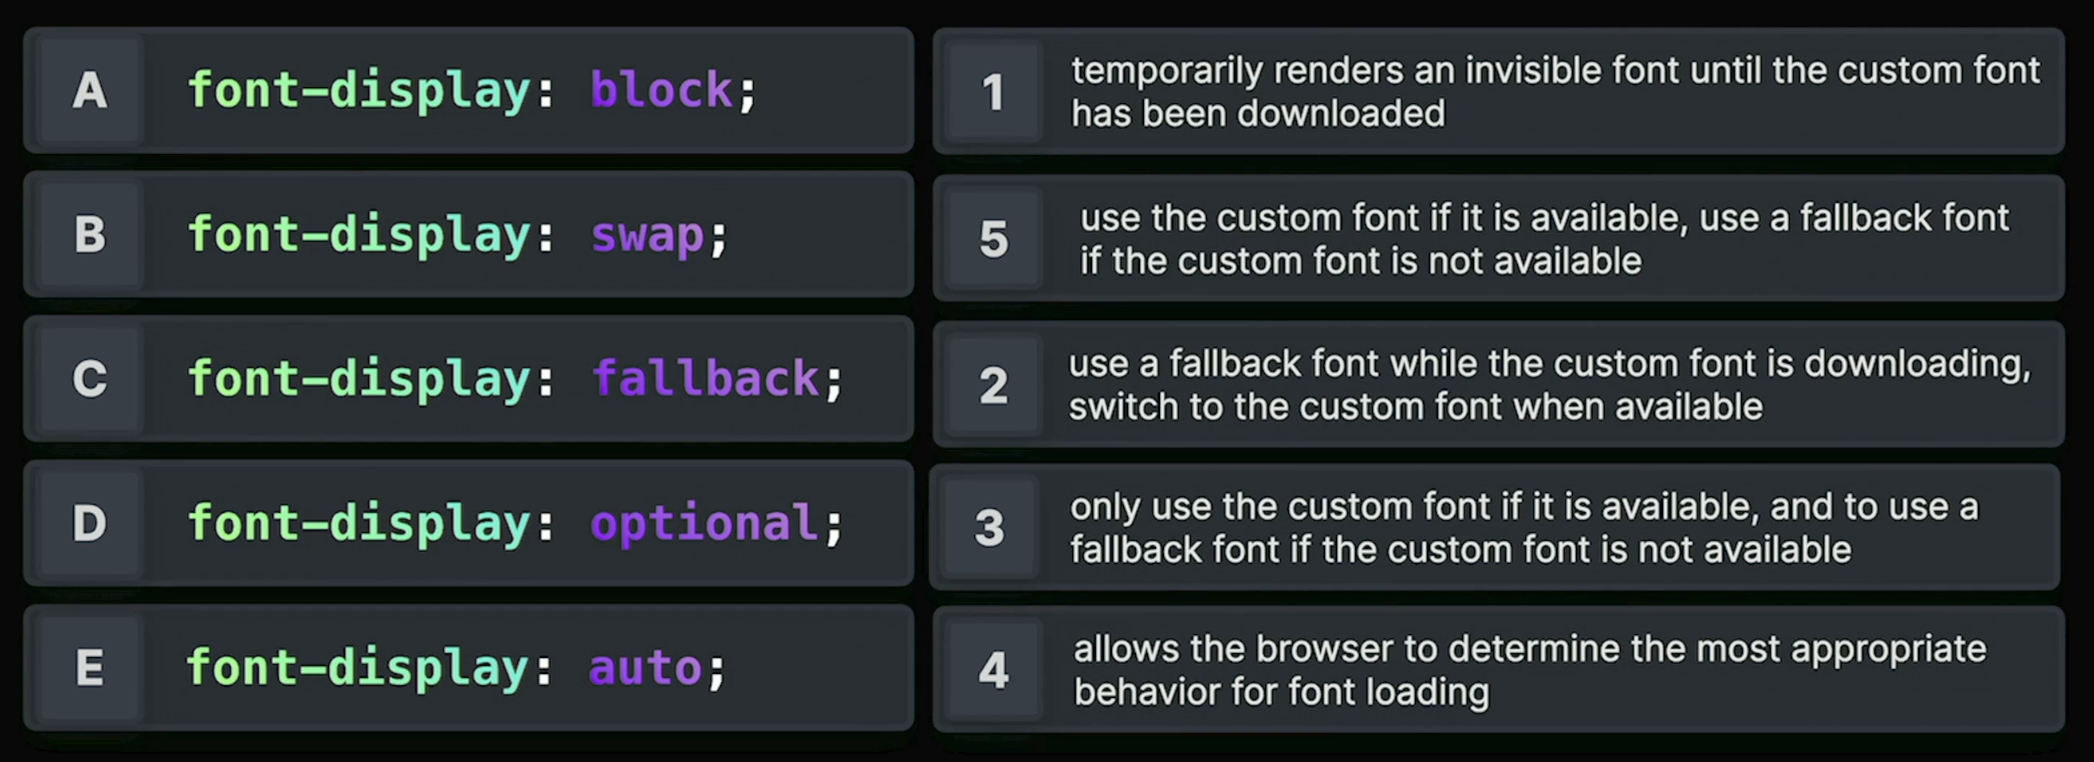 A font-display: block;
1 temporarily renders an invisible font until the custom font
has been downloaded
B font-display: swap;
5 use the custom font if it is available, use a fallback font
if the custom font is not available
C font-display: fallback;
2 use a fallback font while the custom font is downloading,
switch to the custom font when available
D font-display: optional;
3 only use the custom font if it is available, and to use a
fallback font if the custom font is not available
E font-display: auto;
4 allows the browser to determine the most appropriate
behavior for font loading